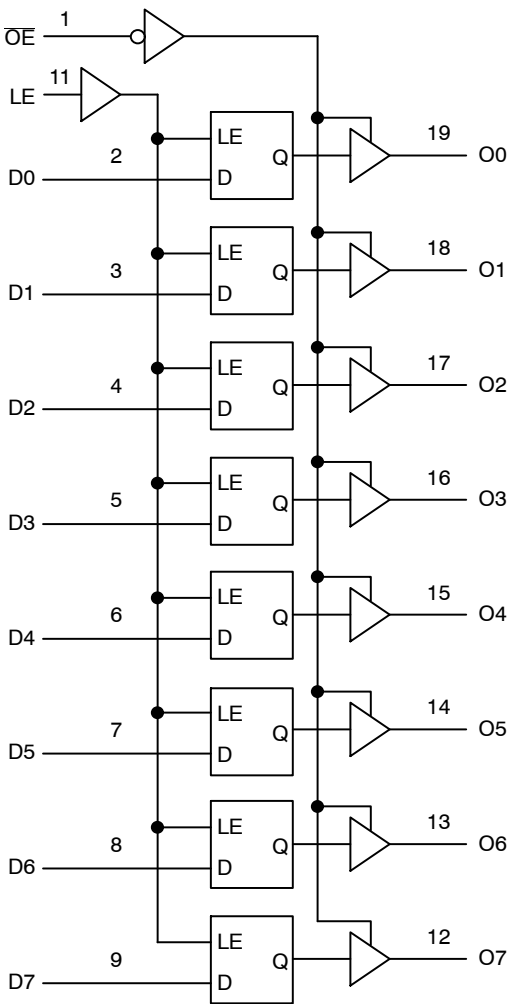 O̅E̅ 1
LE 11
D0 2 LE D Q 19 O0
D1 3 LE D Q 18 O1
D2 4 LE D Q 17 O2
D3 5 LE D Q 16 O3
D4 6 LE D Q 15 O4
D5 7 LE D Q 14 O5
D6 8 LE D Q 13 O6
D7 9 LE D Q 12 O7